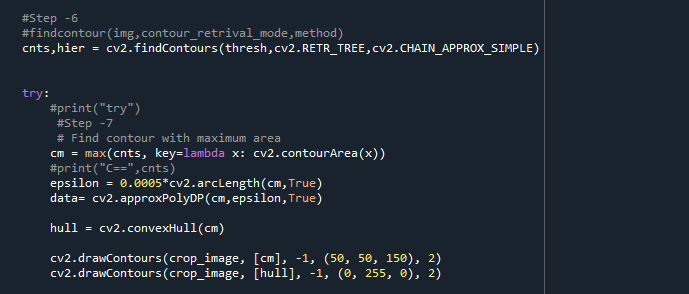 #Step -6
#findcontour(img,contour_retrival_mode,method)
cnts,hier = cv2.findContours(thresh,cv2.RETR_TREE,cv2.CHAIN_APPROX_SIMPLE)
try:
#print("try")
#Step -7
# Find contour with maximum area
cm = max(cnts, key=lambda x: cv2.contourArea(x))
#print("C==",cnts)
epsilon = 0.0005*cv2.arcLength(cm,True)
data= cv2.approxPolyDP(cm,epsilon,True)
hull = cv2.convexHull(cm)
cv2.drawContours(crop_image, [cm], -1, (50, 50, 150), 2)
cv2.drawContours(crop_image, [hull], -1, (0, 255, 0), 2)